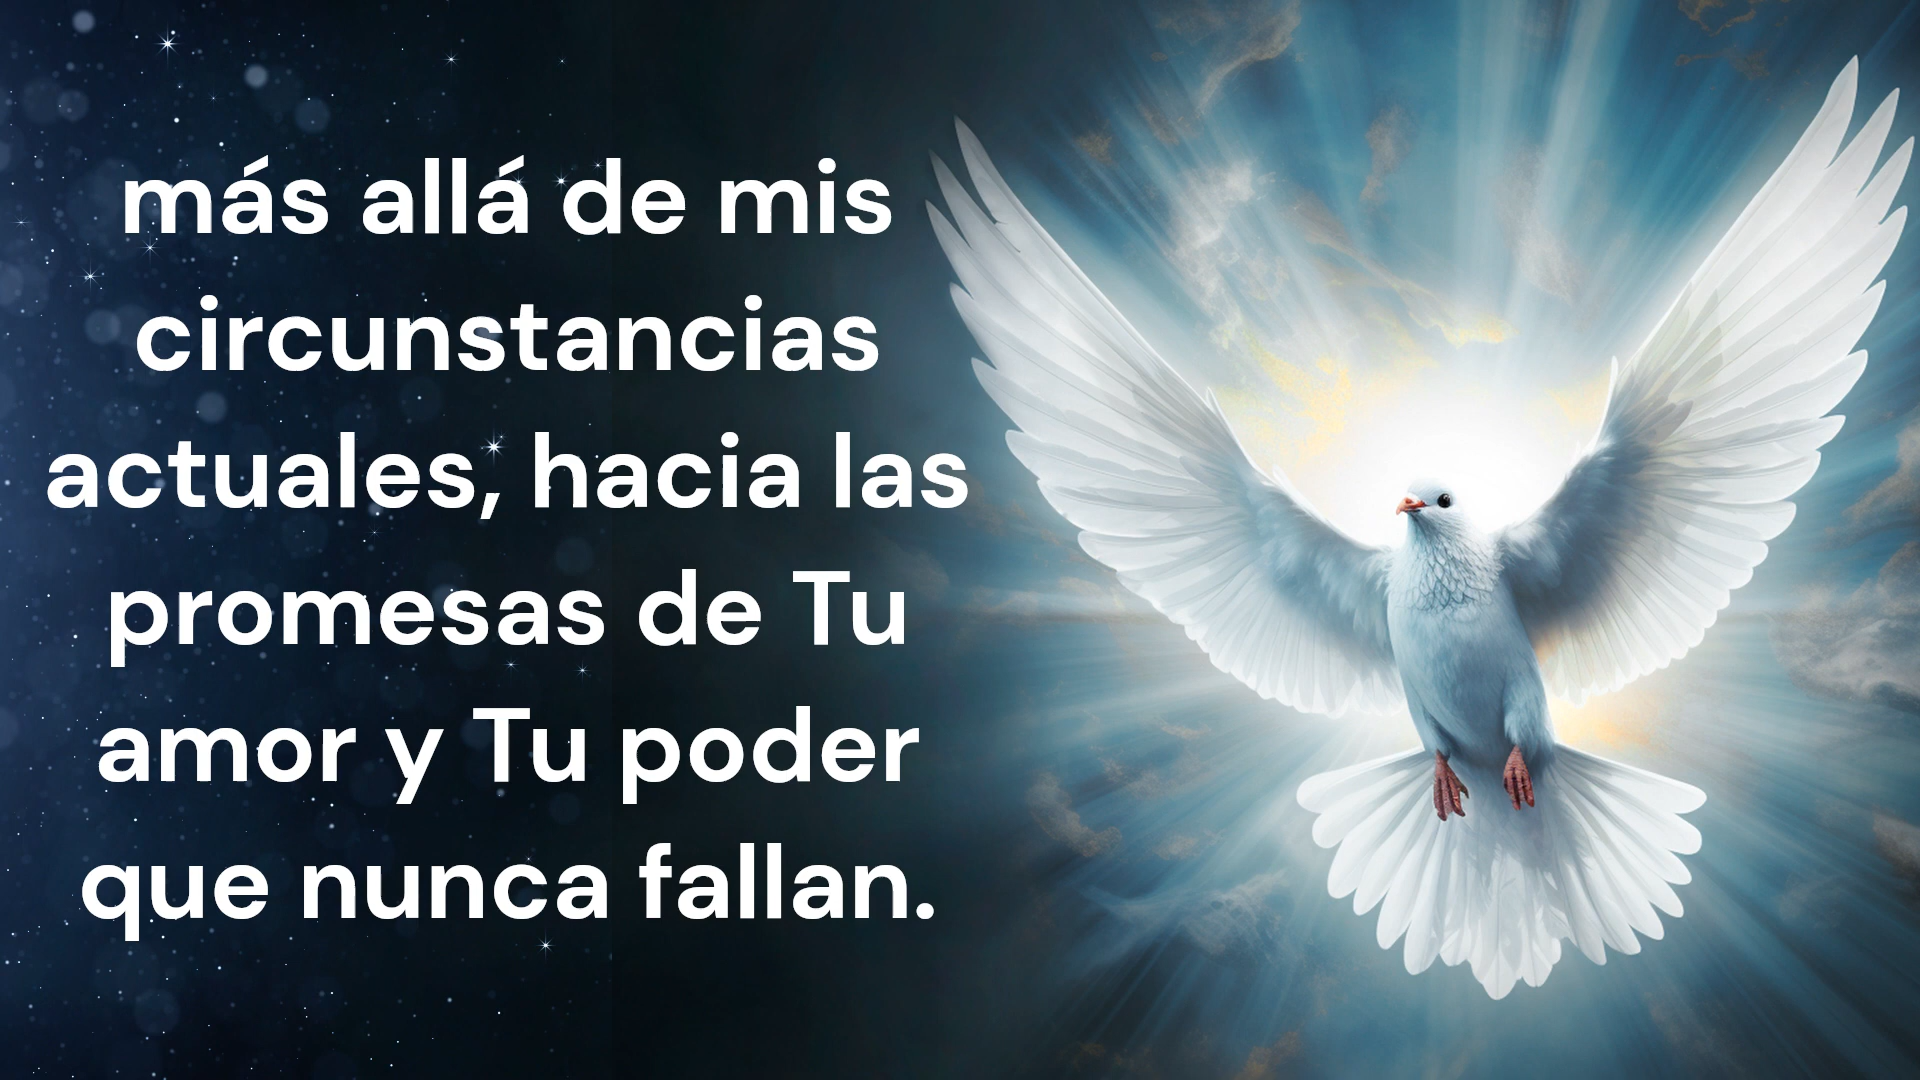 más allá de mis
circunstancias
actuales, hacia las
promesas de Tu
amor y Tu poder
que nunca fallan.